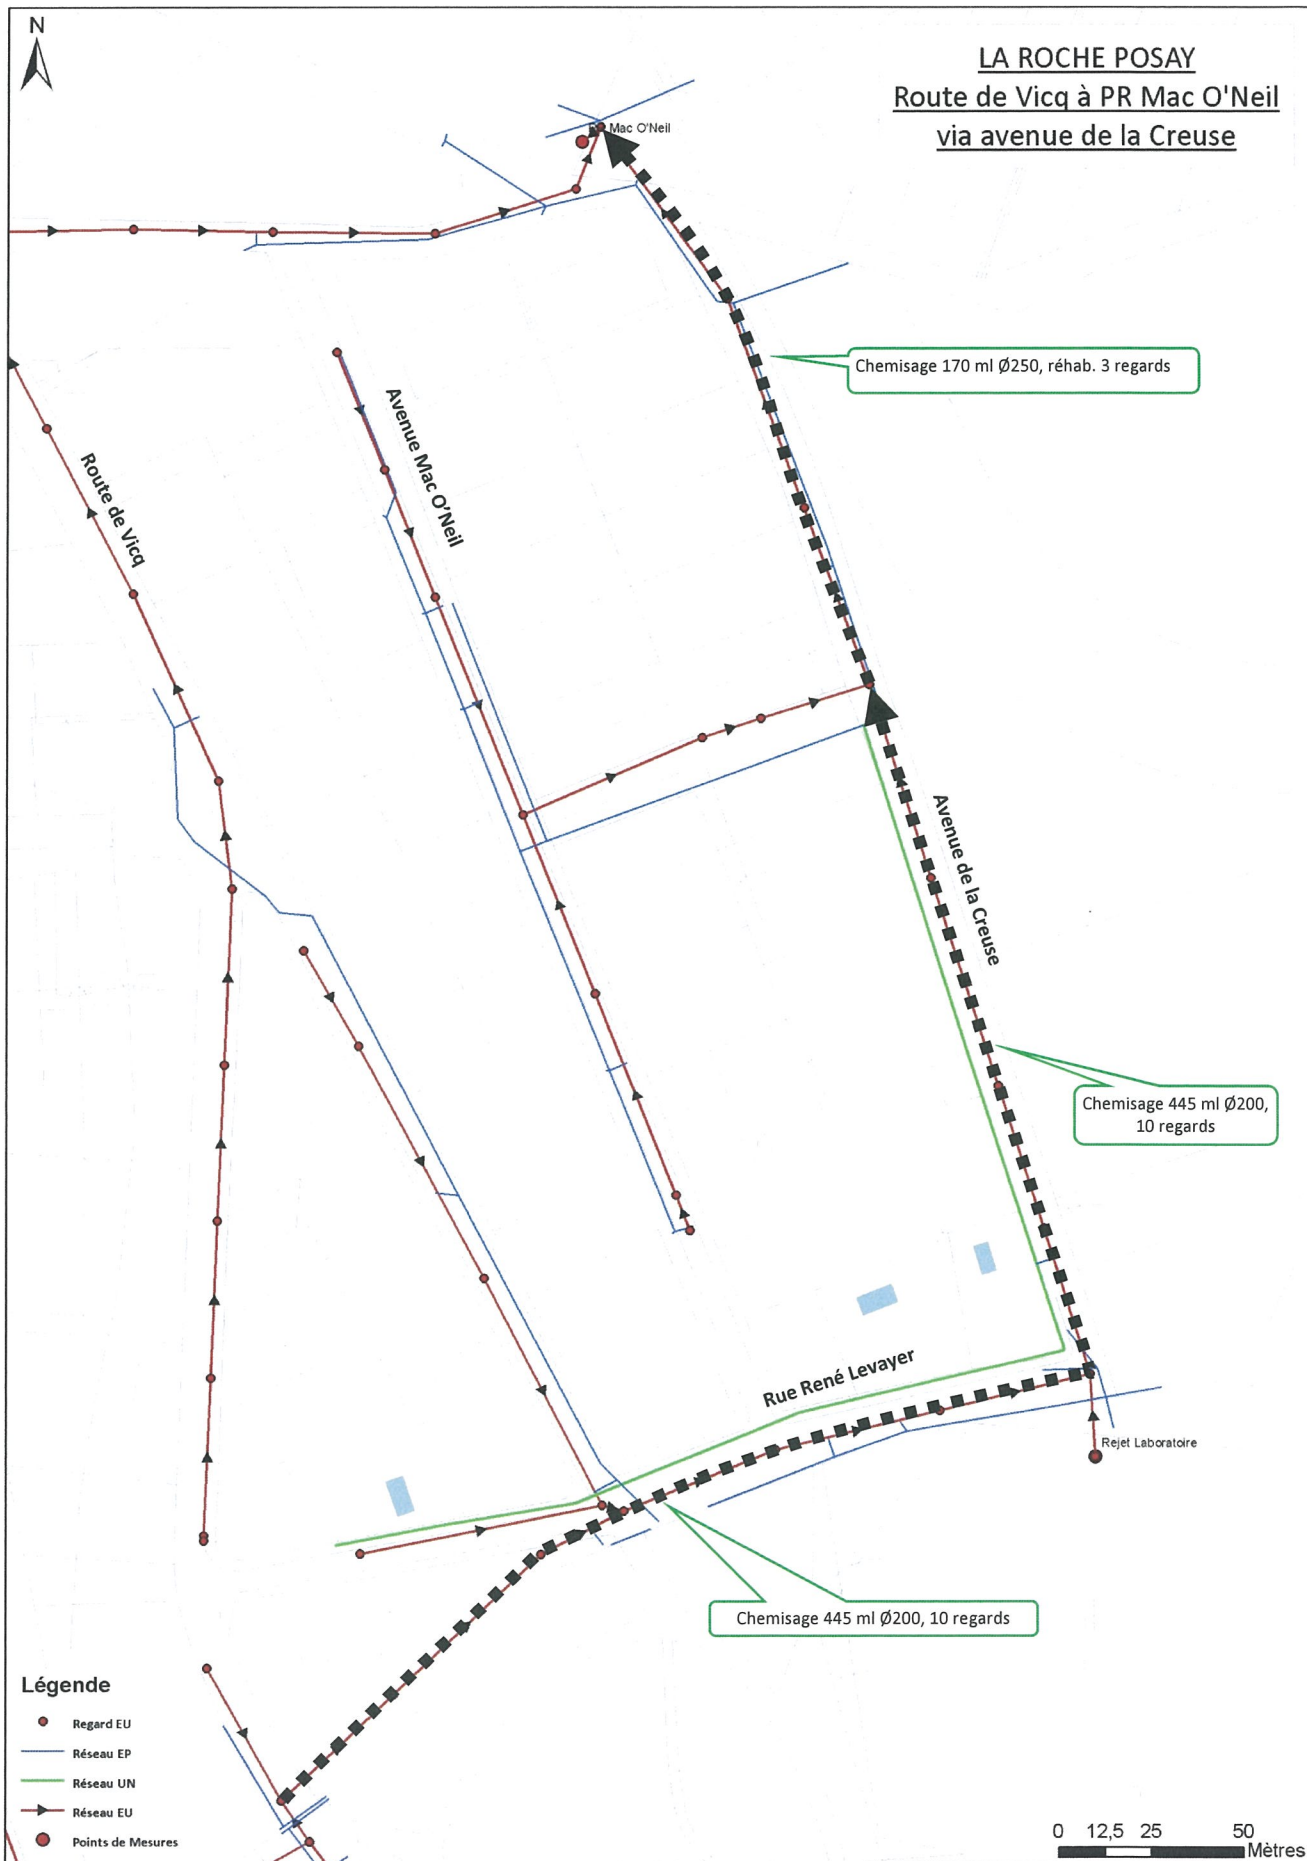 N
LA ROCHE POSAY
Route de Vicq à PR Mac O'Neil
via avenue de la Creuse
Mac O'Neil
Chemisage 170 ml Ø250, réhab. 3 regards
Avenue Mac O'Neil
Route de Vicq
Avenue de la Creuse
Chemisage 445 ml Ø200,
10 regards
Rue René Levayer
Rejet Laboratoire
Chemisage 445 ml Ø200, 10 regards
Légende
Regard EU
Réseau EP
Réseau UN
Réseau EU
Points de Mesures
0 12,5 25 50
Mètres